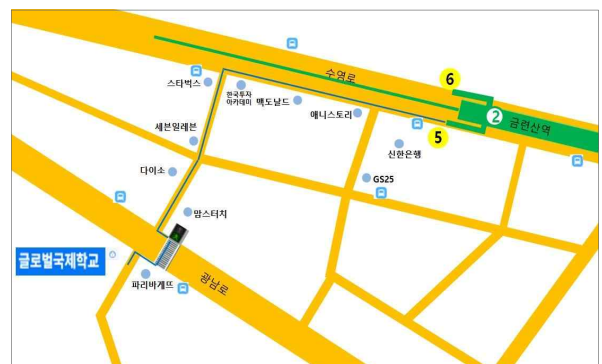 수영로
6
스타벅스
한국투자
아카데미
맥도날드
애니스토리
2
금련산역
5
세븐일레븐
신한은행
다이소
GS25
맘스터치
글로벌국제학교
파리바게뜨
광남로